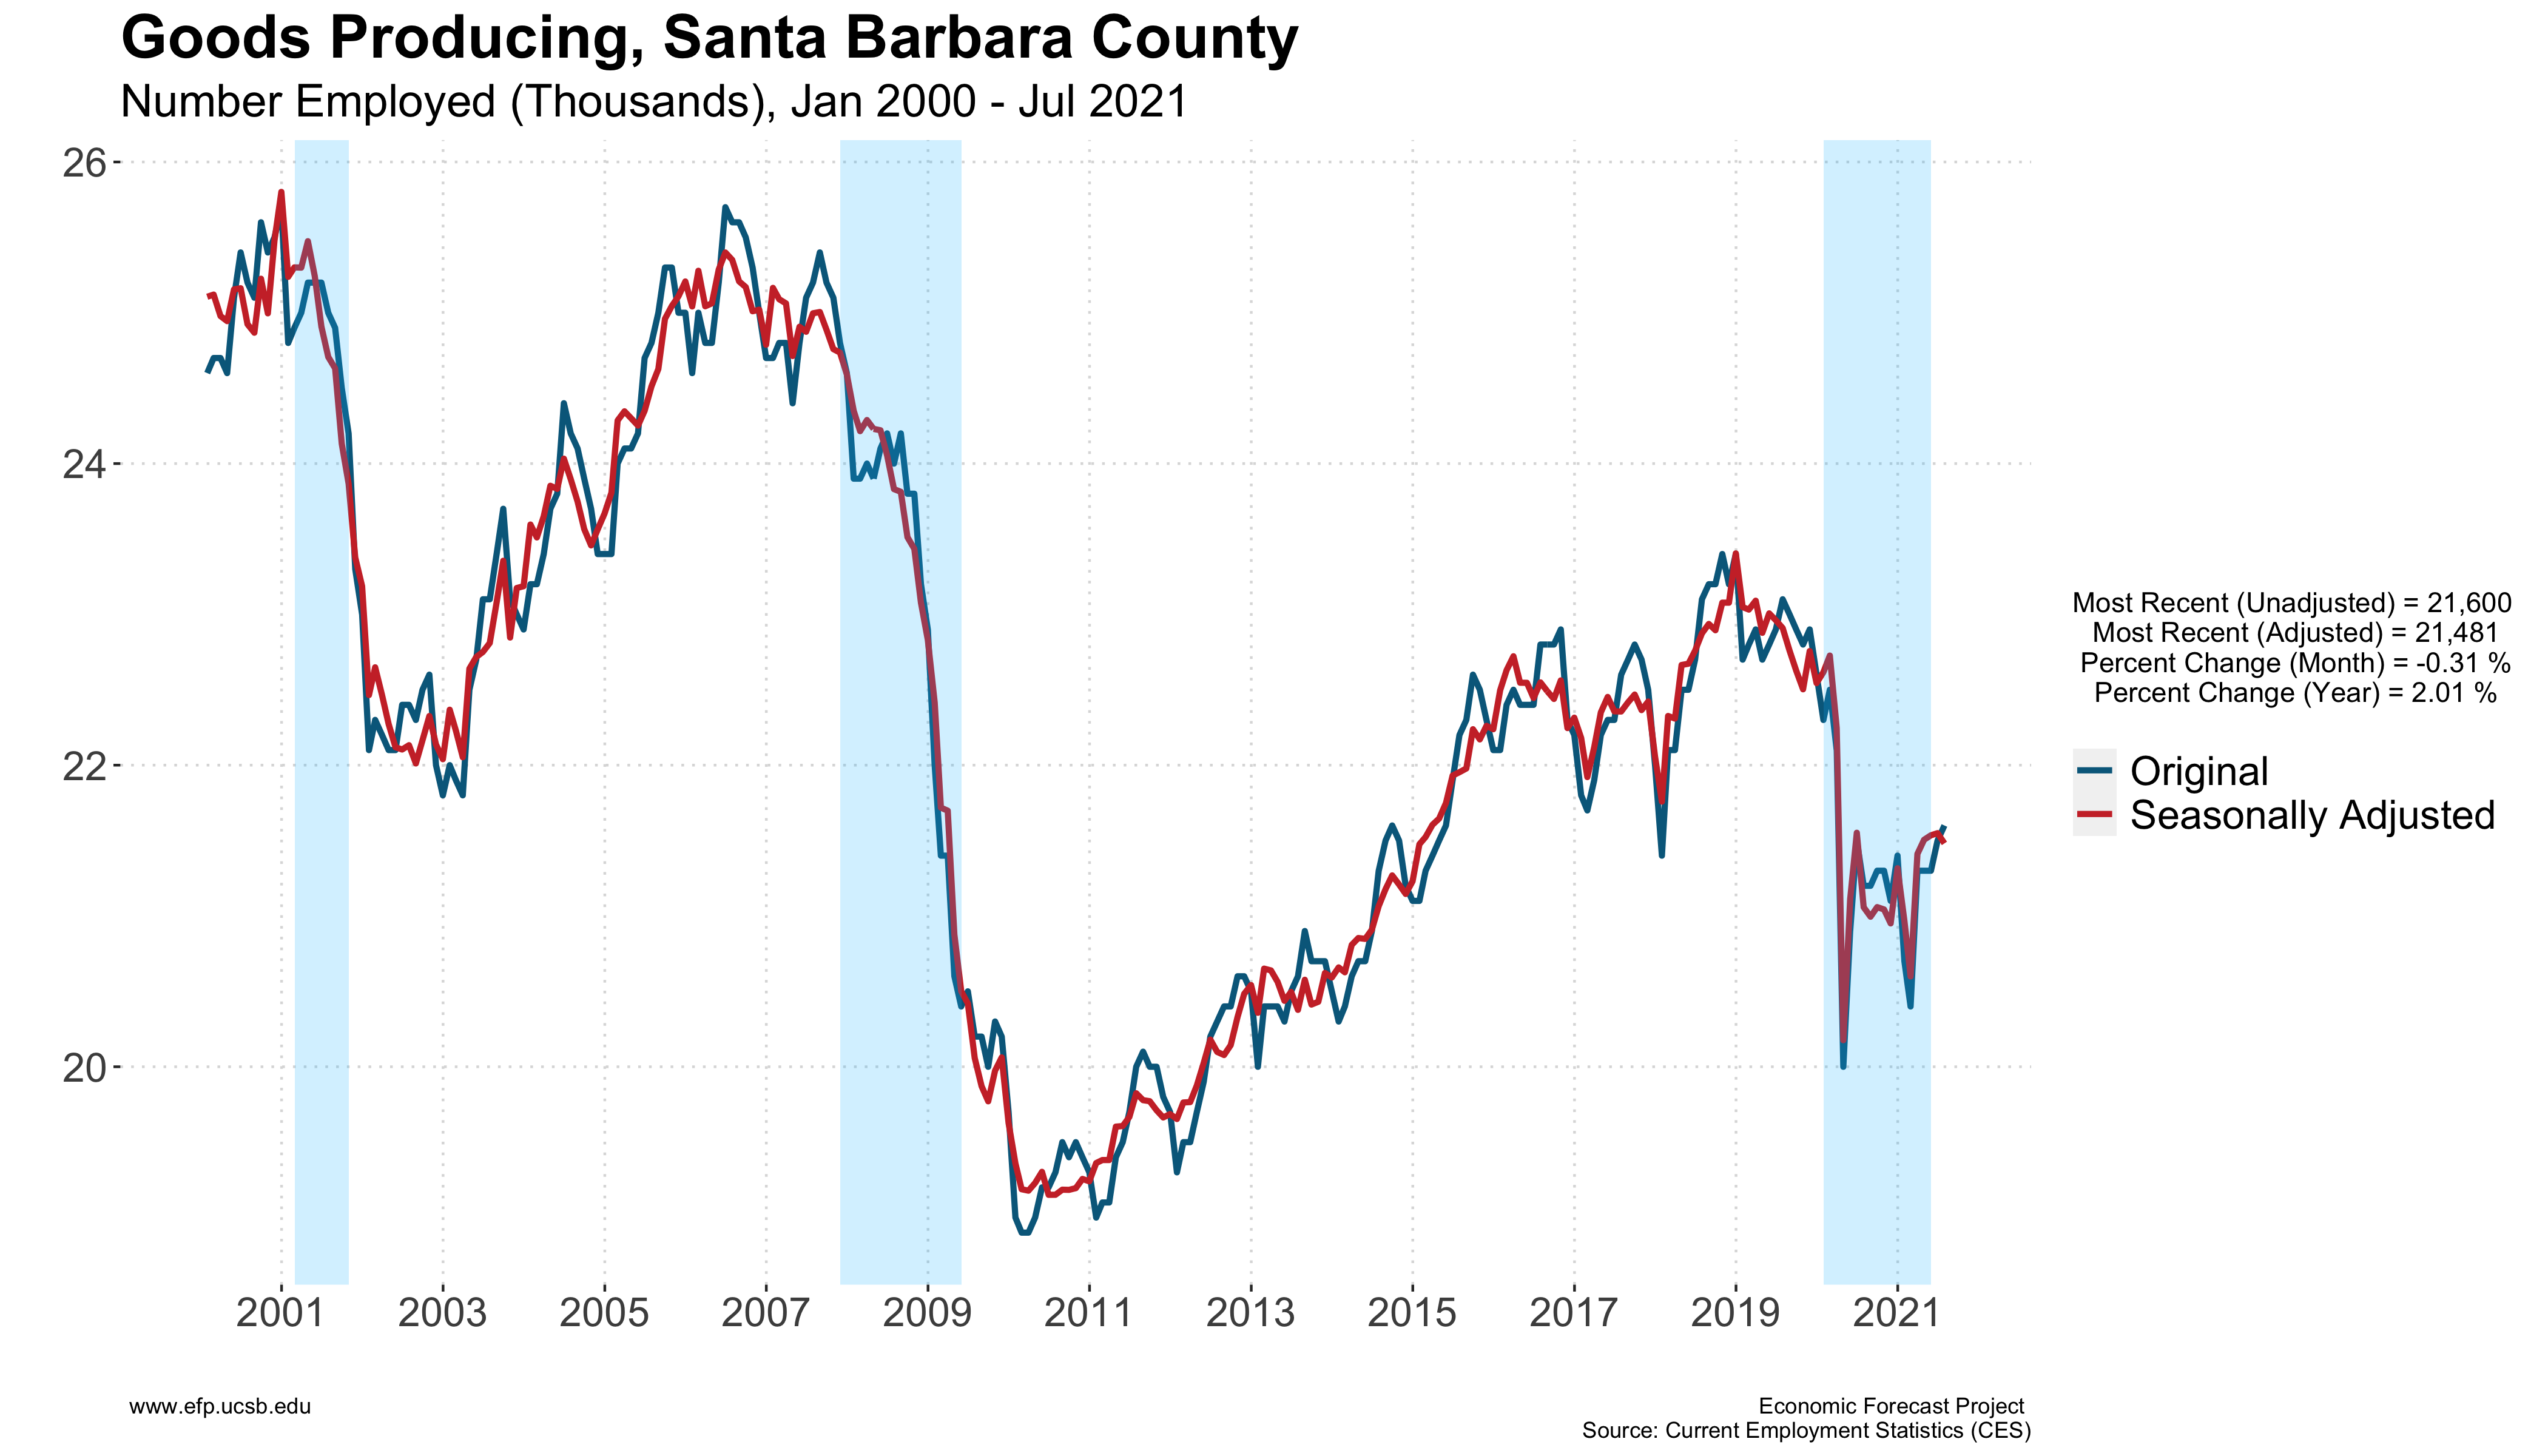 Goods Producing, Santa Barbara County
Number Employed (Thousands), Jan 2000 - Jul 2021
26
24
22
20
2001 2003 2005 2007 2009 2011 2013 2015 2017 2019 2021
Most Recent (Unadjusted) = 21,600
Most Recent (Adjusted) = 21,481
Percent Change (Month) = -0.31 %
Percent Change (Year) = 2.01 %
Original
Seasonally Adjusted
www.efp.ucsb.edu
Economic Forecast Project
Source: Current Employment Statistics (CES)